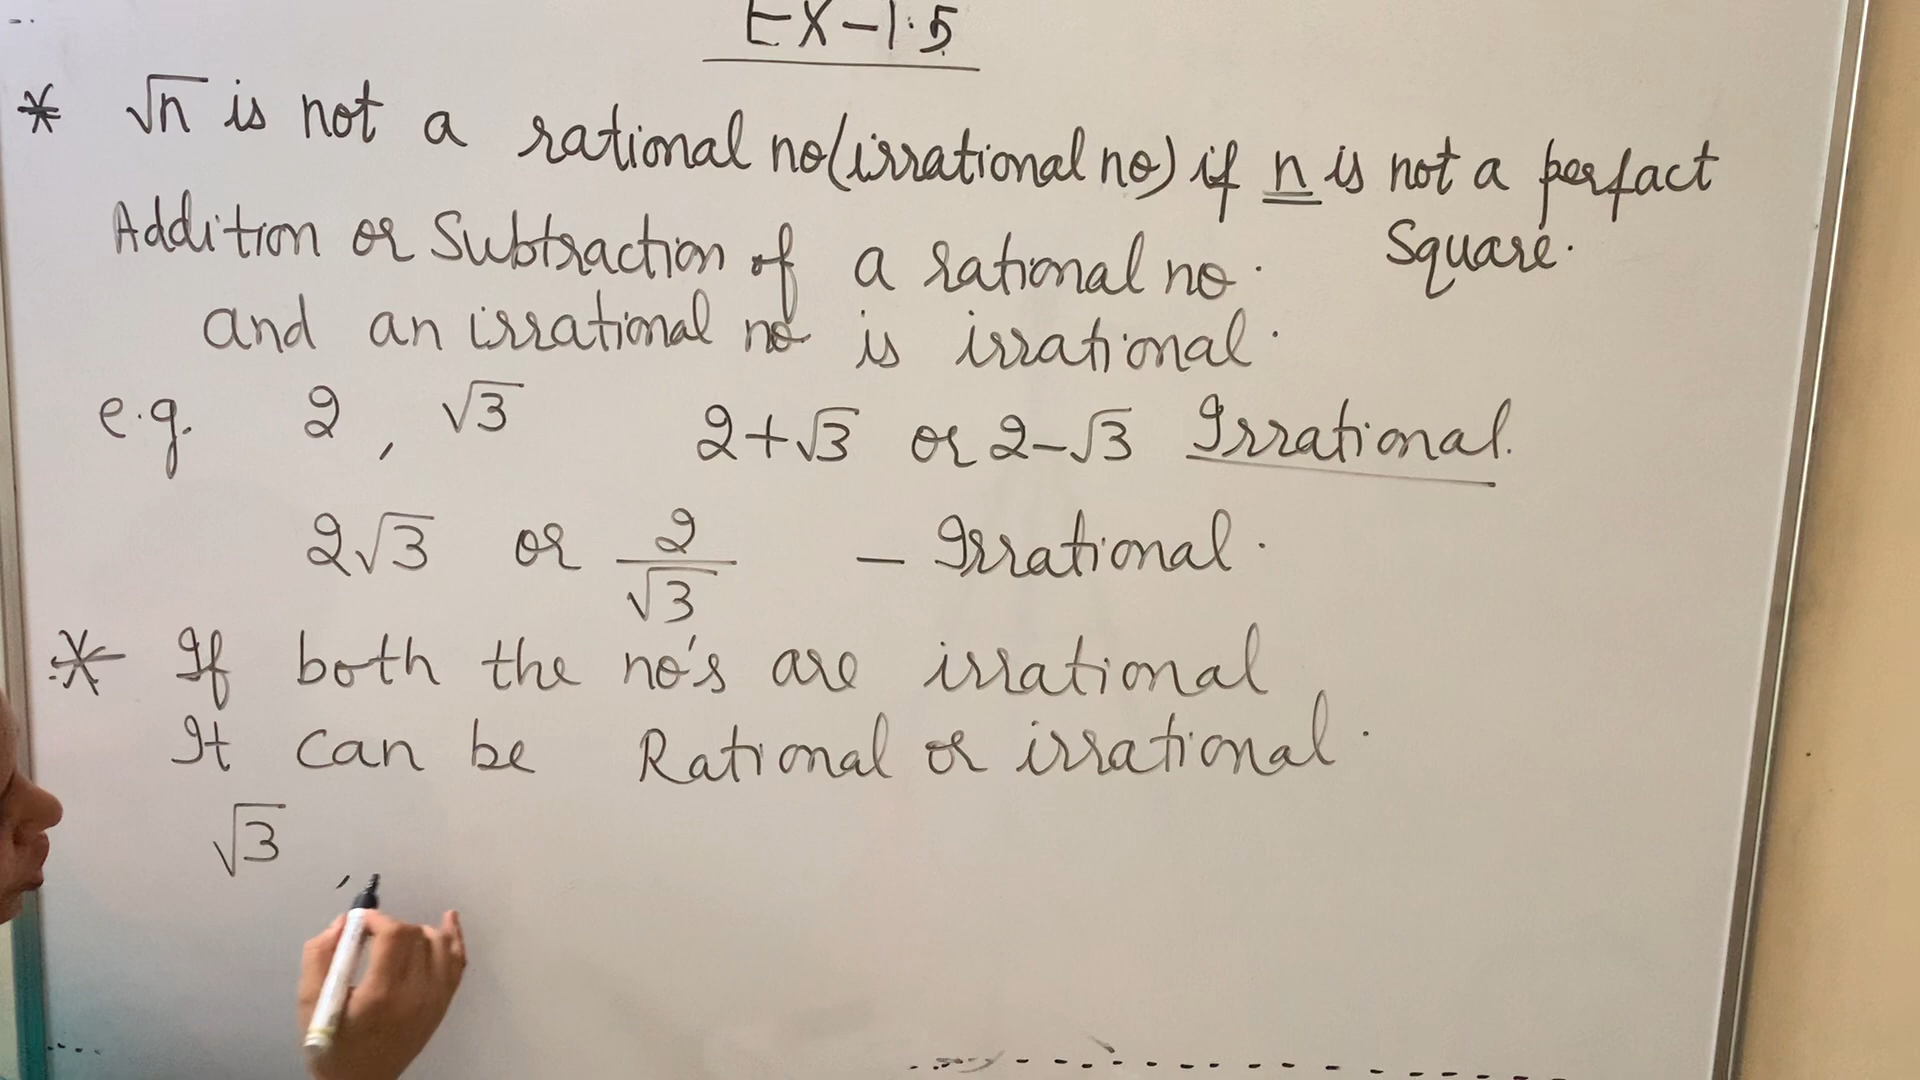 EX-1.5
* √n is not a rational no(irrational no) if n is not a perfact
Square.
Addition or Subtraction of a rational no.
and an irrational no is irrational.
e.g. 2 , √3 2+√3 or 2-√3 Irrational.
2√3 or 2/√3 - Irrational.
* If both the no's are irrational
It can be Rational or irrational.
√3 ,